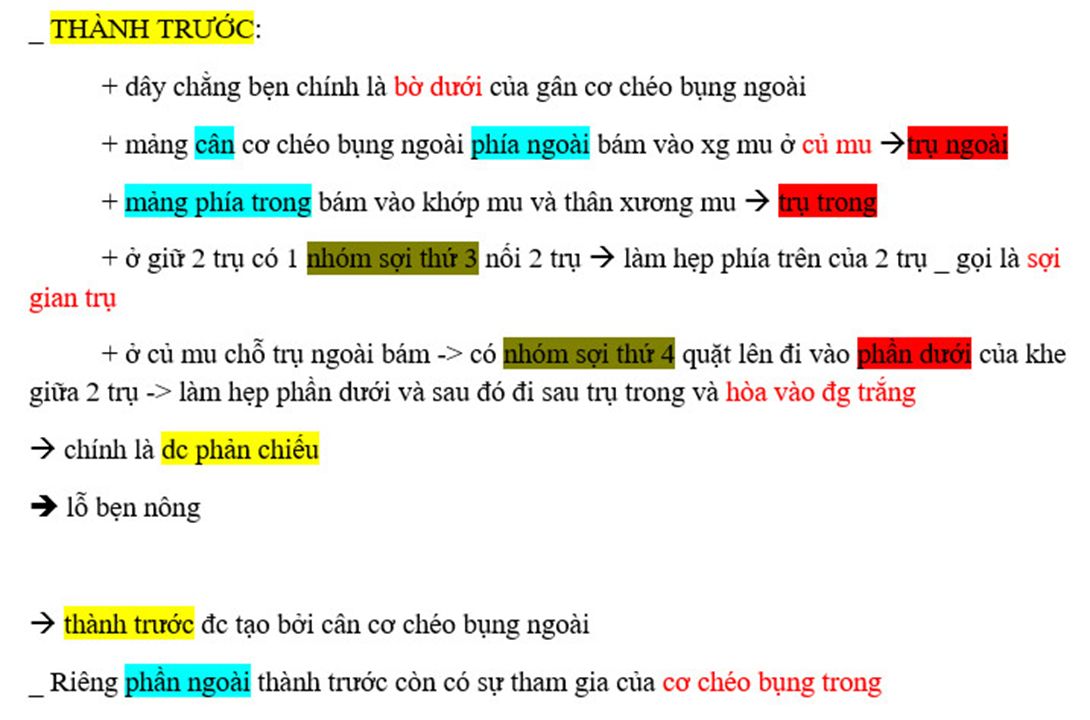 _ THÀNH TRƯỚC:
+ dây chằng bẹn chính là bờ dưới của gân cơ chéo bụng ngoài
+ mảng cân cơ chéo bụng ngoài phía ngoài bám vào xg mu ở củ mu → trụ ngoài
+ mảng phía trong bám vào khớp mu và thân xương mu → trụ trong
+ ở giữ 2 trụ có 1 nhóm sợi thứ 3 nối 2 trụ → làm hẹp phía trên của 2 trụ _ gọi là sợi
gian trụ
+ ở củ mu chỗ trụ ngoài bám -> có nhóm sợi thứ 4 quặt lên đi vào phần dưới của khe
giữa 2 trụ -> làm hẹp phần dưới và sau đó đi sau trụ trong và hòa vào đg trắng
→ chính là dc phản chiếu
➔ lỗ bẹn nông
→ thành trước đc tạo bởi cân cơ chéo bụng ngoài
_ Riêng phần ngoài thành trước còn có sự tham gia của cơ chéo bụng trong